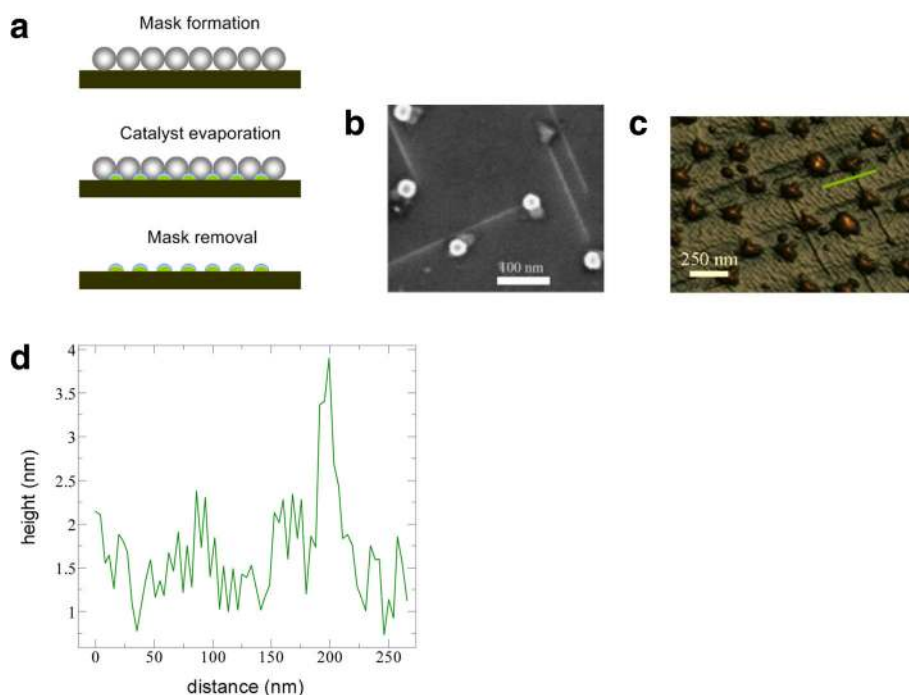 a
Mask formation
Catalyst evaporation
Mask removal
b
100 nm
c
250 nm
d
4
3.5
3
2.5
2
1.5
1
height (nm)
0
50
100
150
200
250
distance (nm)